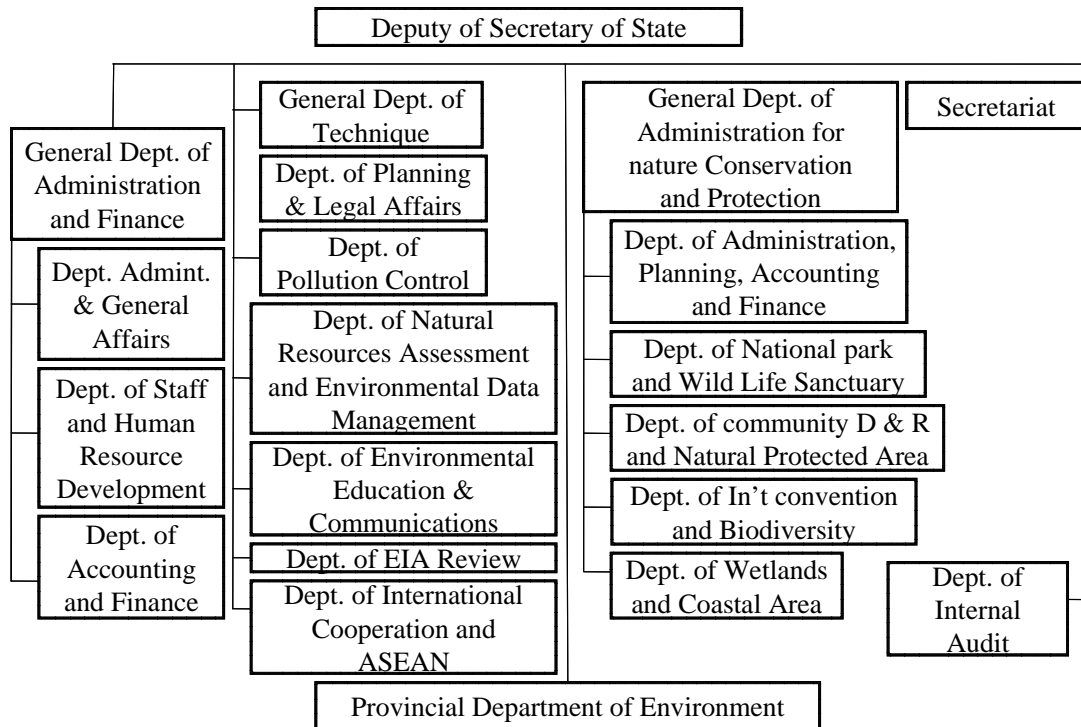 Deputy of Secretary of State
General Dept. of
Administration
and Finance
Dept. Admint.
& General
Affairs
Dept. of Staff
and Human
Resource
Development
Dept. of
Accounting
and Finance
General Dept. of
Technique
Dept. of Planning
& Legal Affairs
Dept. of
Pollution Control
Dept. of Natural
Resources Assessment
and Environmental Data
Management
Dept. of Environmental
Education &
Communications
Dept. of EIA Review
Dept. of International
Cooperation and
ASEAN
General Dept. of
Administration for
nature Conservation
and Protection
Dept. of Administration,
Planning, Accounting
and Finance
Dept. of National park
and Wild Life Sanctuary
Dept. of community D & R
and Natural Protected Area
Dept. of In’t convention
and Biodiversity
Dept. of Wetlands
and Coastal Area
Secretariat
Dept. of
Internal
Audit
Provincial Department of Environment